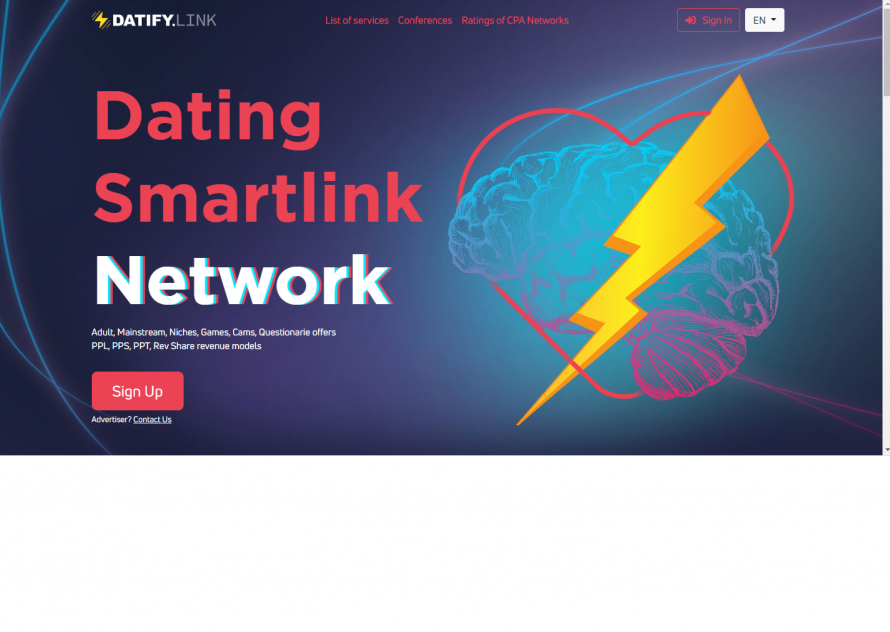 DATIFY.LINK
List of services Conferences Ratings of CPA Networks
Sign In
EN
Dating
Smartlink
Network
Adult, Mainstream, Niches, Games, Cams, Questionarie offers
PPL, PPS, PPT, Rev Share revenue models
Sign Up
Advertiser? Contact Us